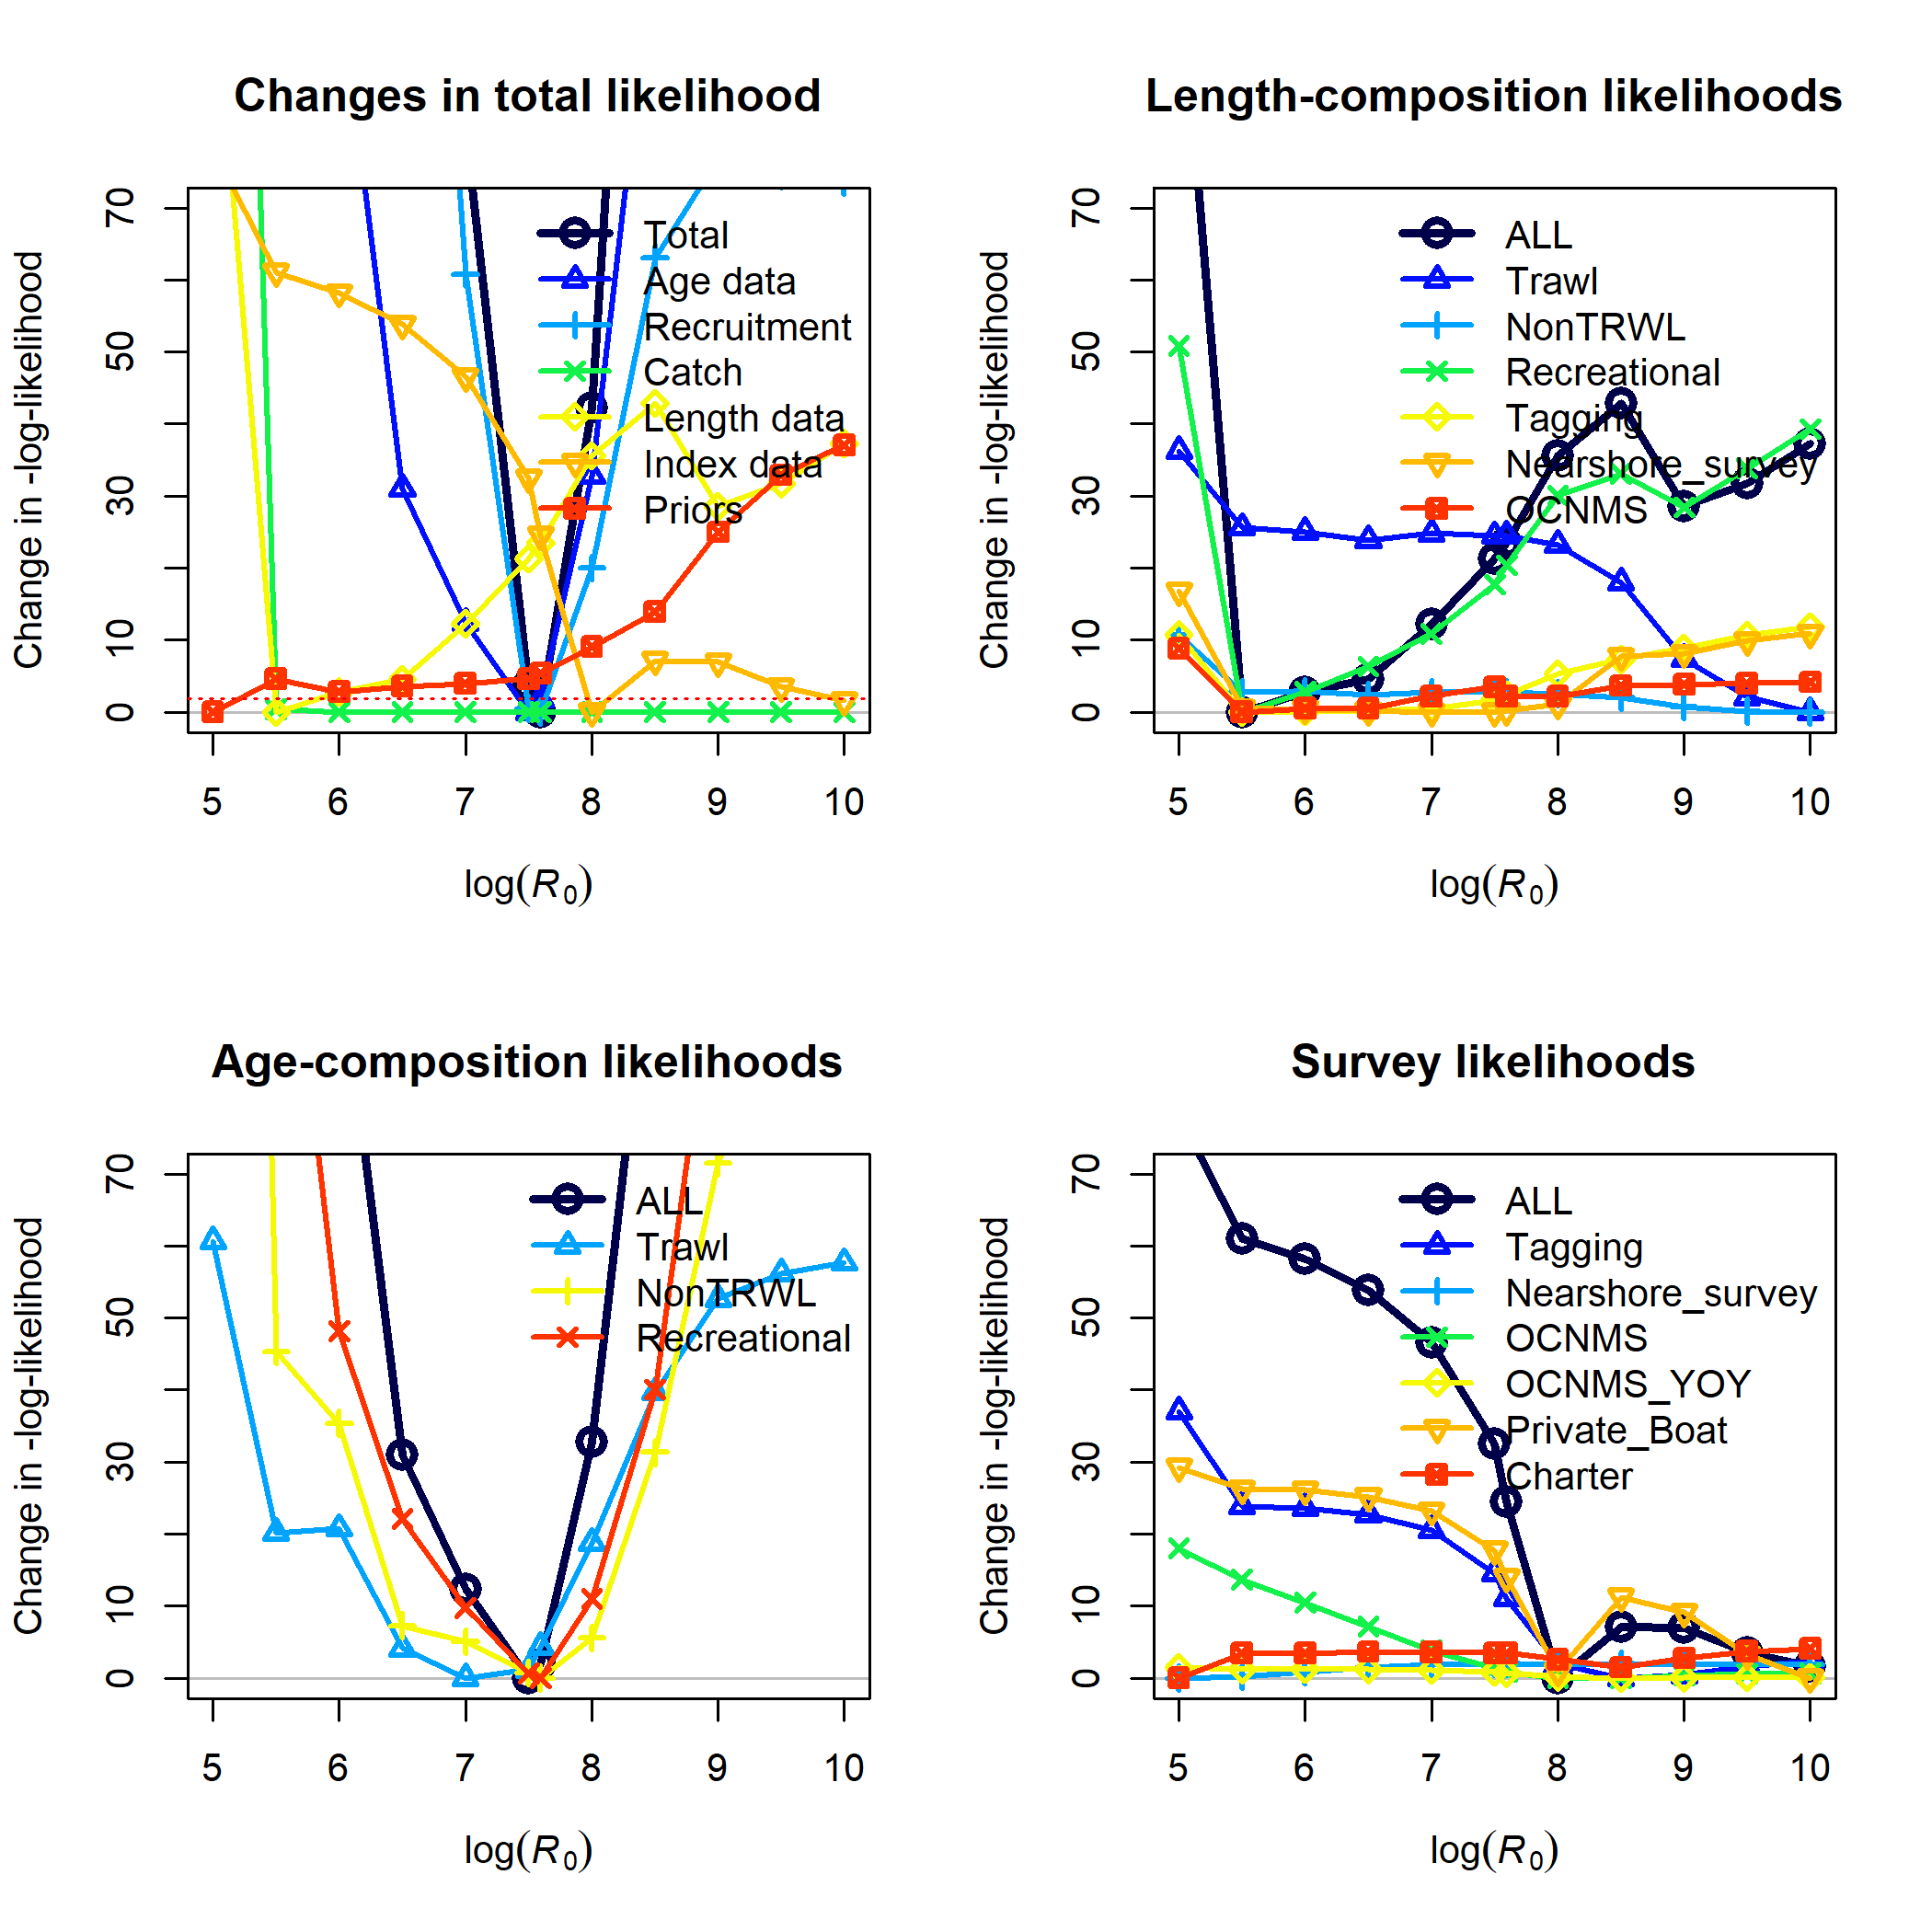 Changes in total likelihood
Change in -log-likelihood
70
50
30
10
0
Total
Age data
Recruitment
Catch
Length data
Index data
Priors
5 6 7 8 9 10
log(R0)
Length-composition likelihoods
Change in -log-likelihood
70
50
30
10
0
ALL
Trawl
NonTRWL
Recreational
Tagging
Nearshore_survey
OCNMS
5 6 7 8 9 10
log(R0)
Age-composition likelihoods
Change in -log-likelihood
70
50
30
10
0
ALL
Trawl
NonTRWL
Recreational
5 6 7 8 9 10
log(R0)
Survey likelihoods
Change in -log-likelihood
70
50
30
10
0
ALL
Tagging
Nearshore_survey
OCNMS
OCNMS_YOY
Private_Boat
Charter
5 6 7 8 9 10
log(R0)